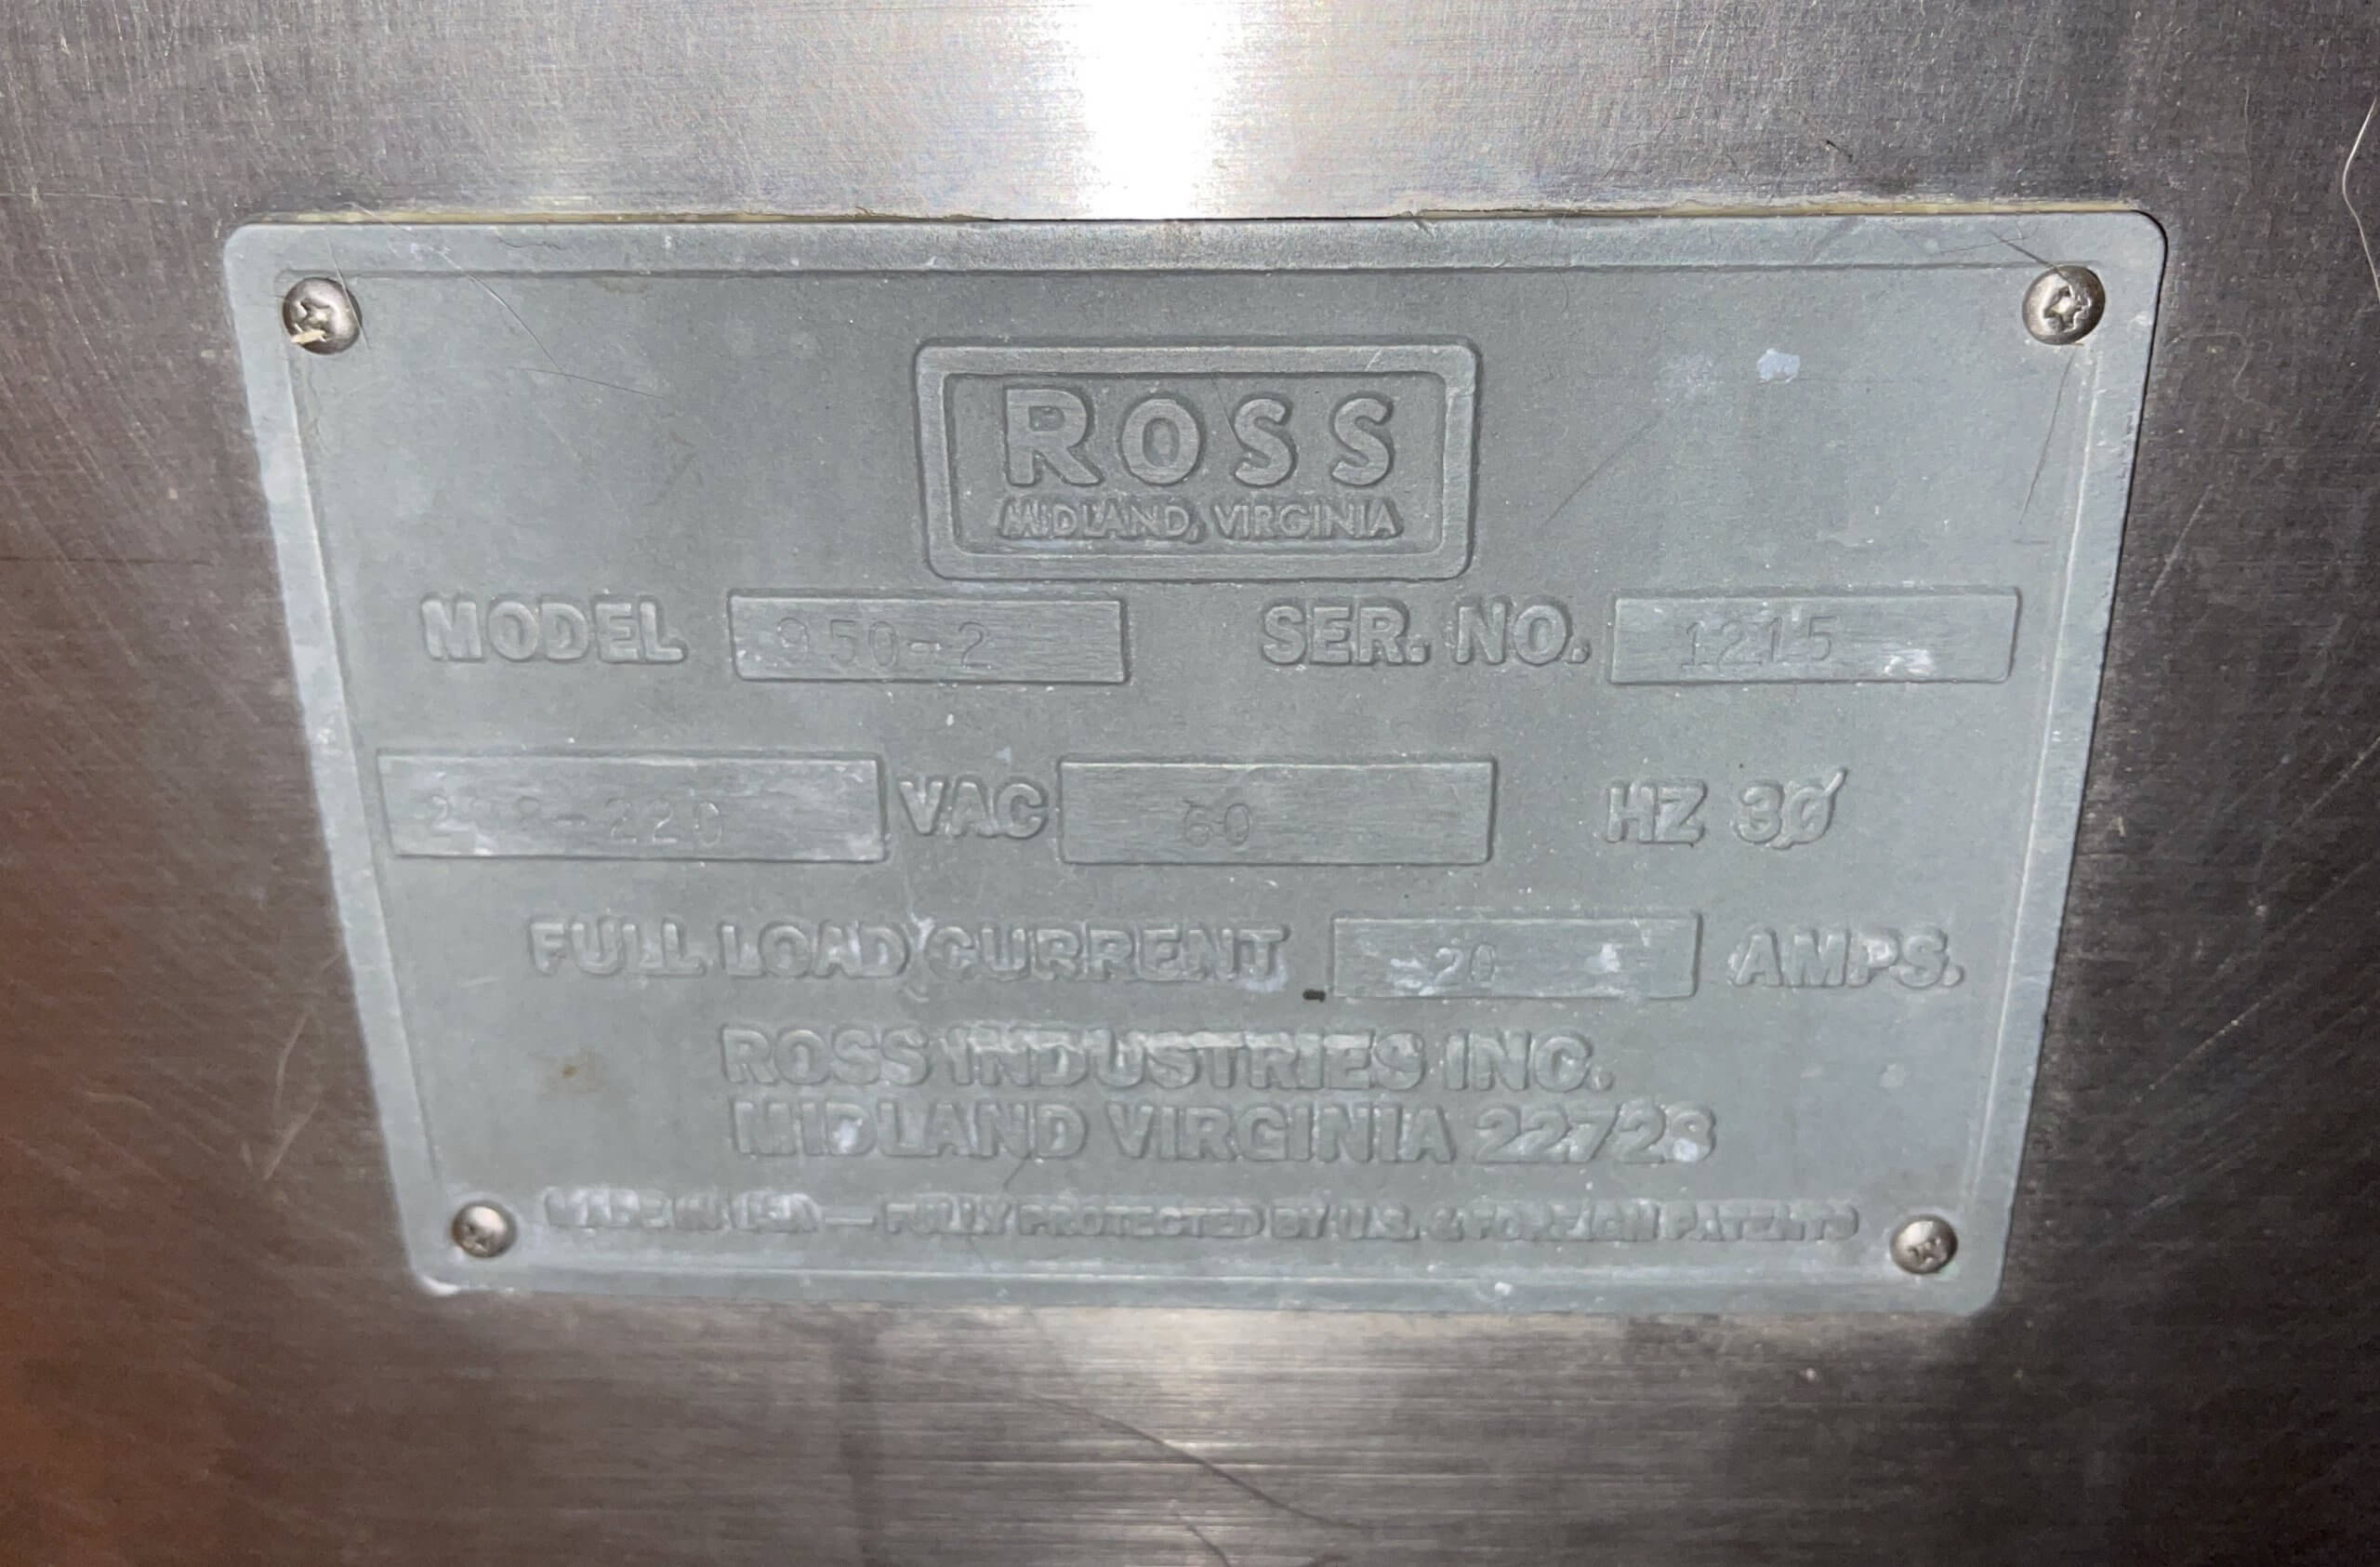 ROSS
MIDLAND, VIRGINIA
MODEL 950-2 SER. NO. 1215
208-220 VAC 60 HZ 3Ø
FULL LOAD CURRENT 20 AMPS.
ROSS INDUSTRIES INC.
MIDLAND VIRGINIA 22728
MADE IN USA — FULLY PROTECTED BY U.S. & FOREIGN PATENTS